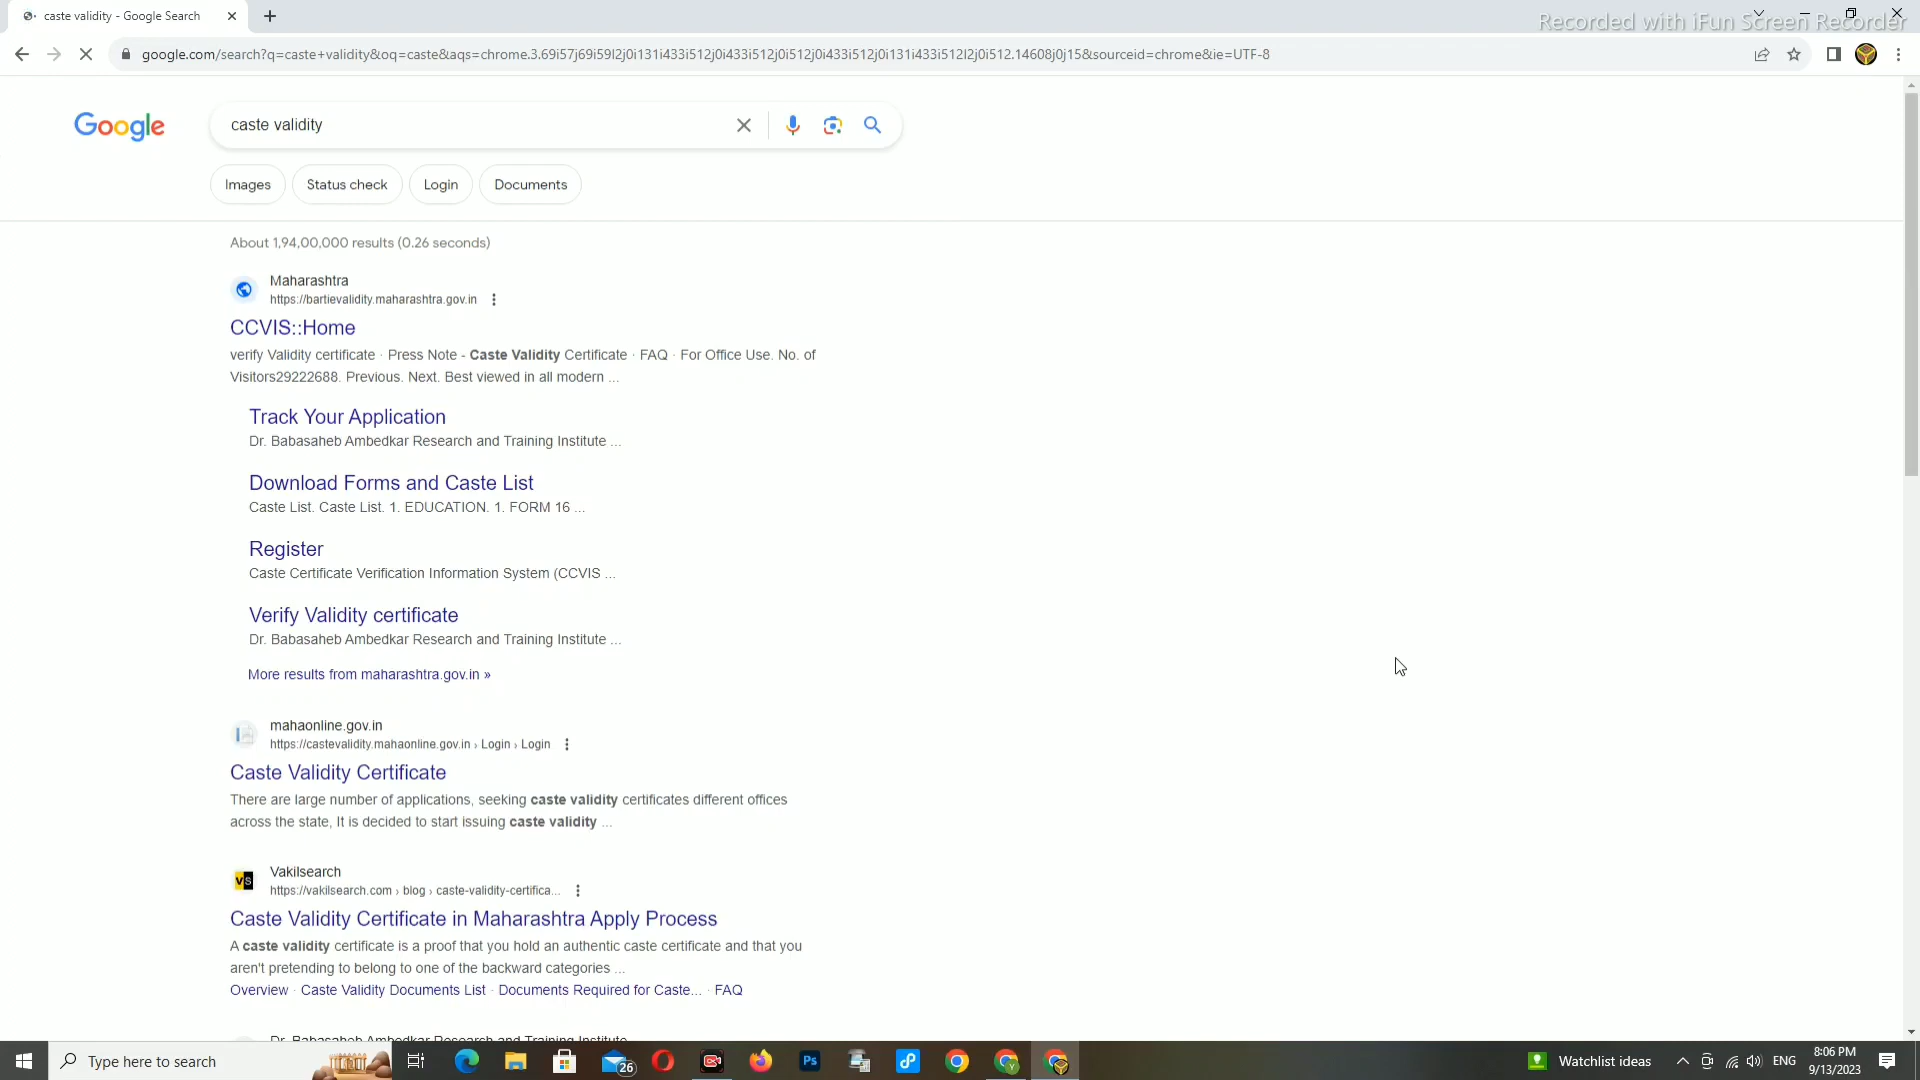 caste validity - Google Search
Recorded with iFun Screen Recorder
google.com/search?q=caste+validity&oq=caste&aqs=chrome.3.69i57j69i59l2j0i131i433i512j0i433i512j0i512j0i433i512j0i131i433i512l2j0i512.14608j0j15&sourceid=chrome&ie=UTF-8
Google
caste validity
Images
Status check
Login
Documents
About 1,94,00,000 results (0.26 seconds)
Maharashtra
https://bartievalidity.maharashtra.gov.in
CCVIS::Home
verify Validity certificate · Press Note - Caste Validity Certificate · FAQ · For Office Use. No. of
Visitors29222688. Previous. Next. Best viewed in all modern ...
Track Your Application
Dr. Babasaheb Ambedkar Research and Training Institute ...
Download Forms and Caste List
Caste List. Caste List. 1. EDUCATION. 1. FORM 16 ...
Register
Caste Certificate Verification Information System (CCVIS ...
Verify Validity certificate
Dr. Babasaheb Ambedkar Research and Training Institute ...
More results from maharashtra.gov.in »
mahaonline.gov.in
https://castevalidity.mahaonline.gov.in › Login › Login
Caste Validity Certificate
There are large number of applications, seeking caste validity certificates different offices
across the state, It is decided to start issuing caste validity ...
VS
Vakilsearch
https://vakilsearch.com › blog › caste-validity-certifica...
Caste Validity Certificate in Maharashtra Apply Process
A caste validity certificate is a proof that you hold an authentic caste certificate and that you
aren't pretending to belong to one of the backward categories ...
Overview · Caste Validity Documents List · Documents Required for Caste... · FAQ
Dr. Babasaheb Ambedkar Research and Training Institute
Type here to search
26
Ps
Watchlist ideas
ENG
8:06 PM
9/13/2023